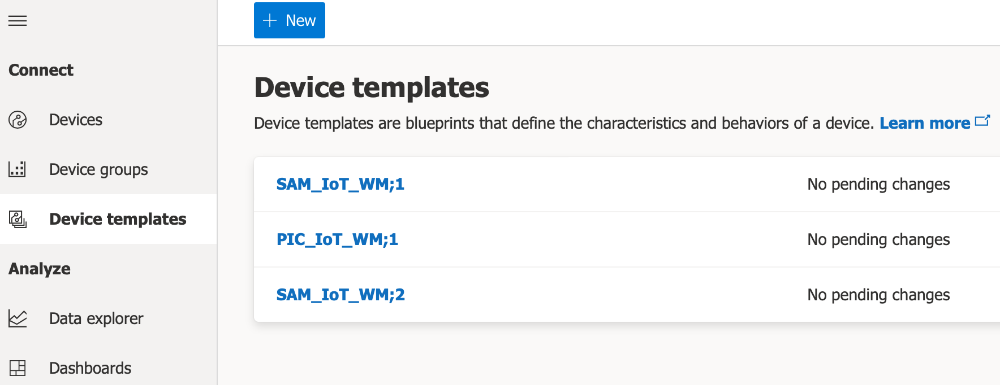 New
Connect
Devices
Device groups
Device templates
Analyze
Data explorer
Dashboards
Device templates
Device templates are blueprints that define the characteristics and behaviors of a device. Learn more
SAM_IoT_WM;1 No pending changes
PIC_IoT_WM;1 No pending changes
SAM_IoT_WM;2 No pending changes